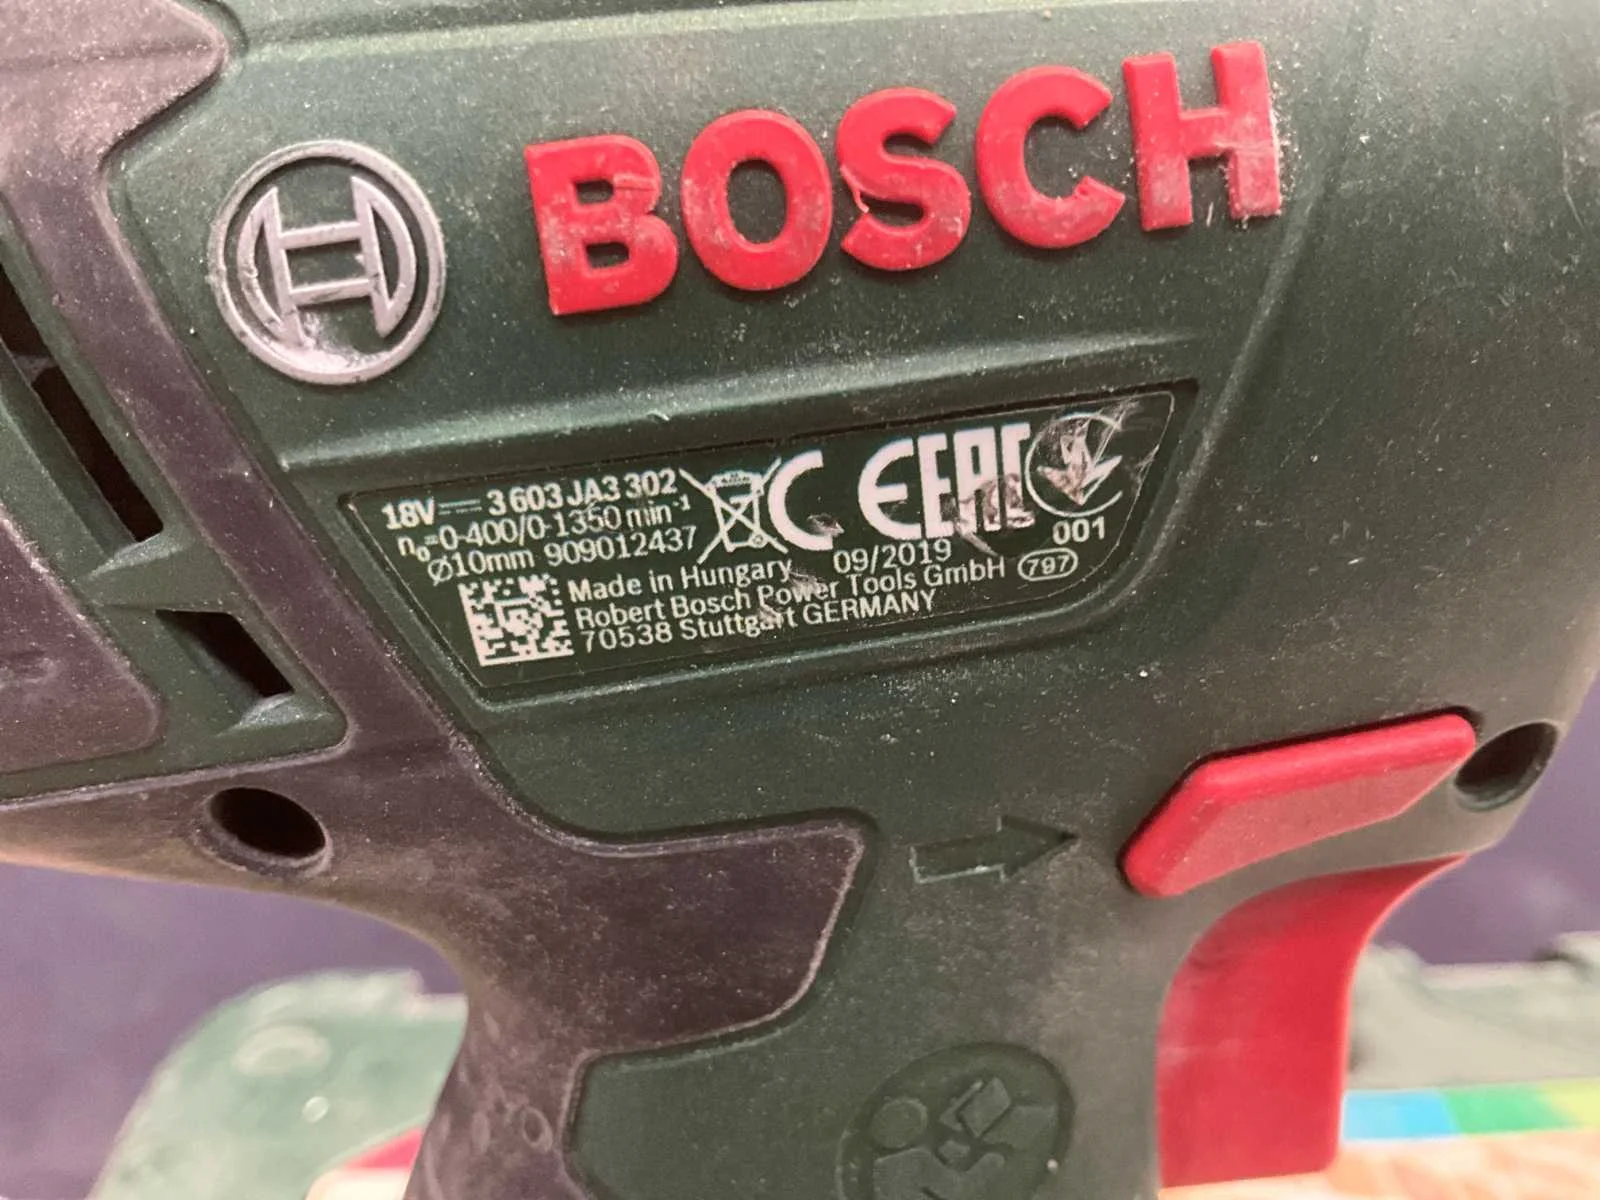 BOSCH
18V⎓ 3 603 JA3 302
n₀=0-400/0-1350 min⁻¹
Ø10mm 909012437
CE EAC
09/2019 001
Made in Hungary
Robert Bosch Power Tools GmbH 797
70538 Stuttgart GERMANY